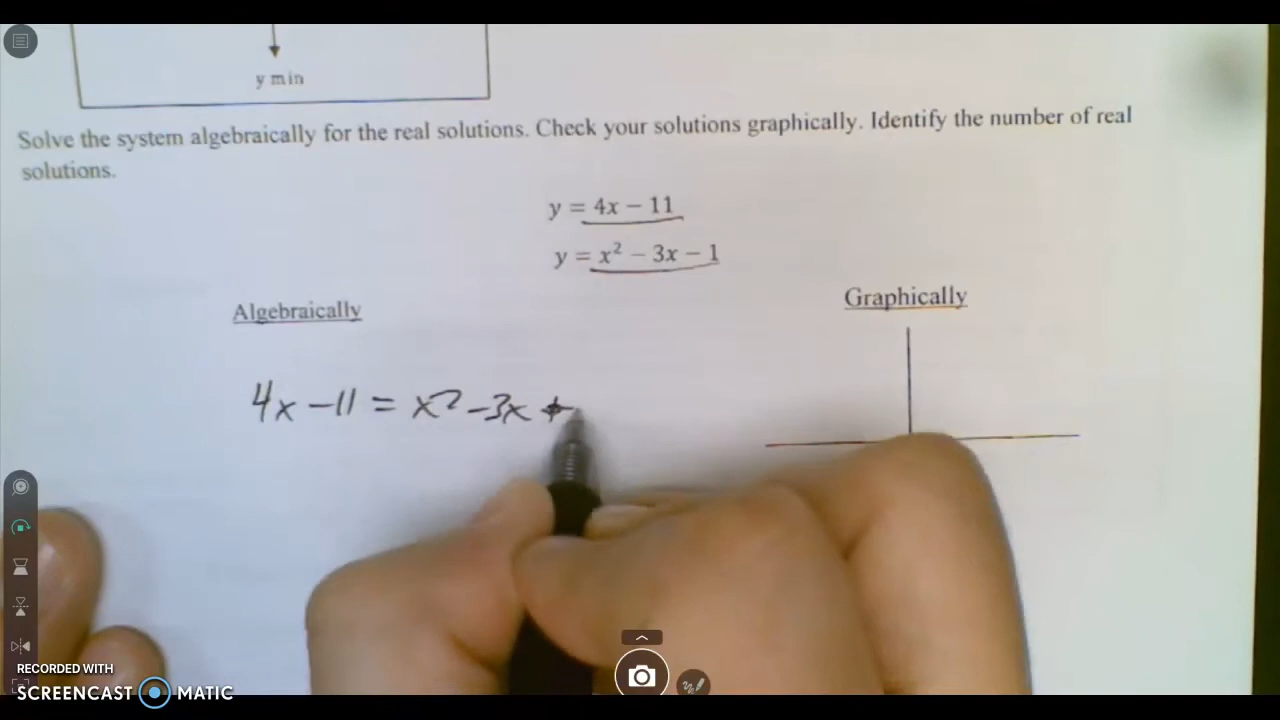 y min
Solve the system algebraically for the real solutions. Check your solutions graphically. Identify the number of real
solutions.
y = 4x − 11
y = x² − 3x − 1
Algebraically
Graphically
4x − 11 = x² − 3x
RECORDED WITH
SCREENCAST MATIC